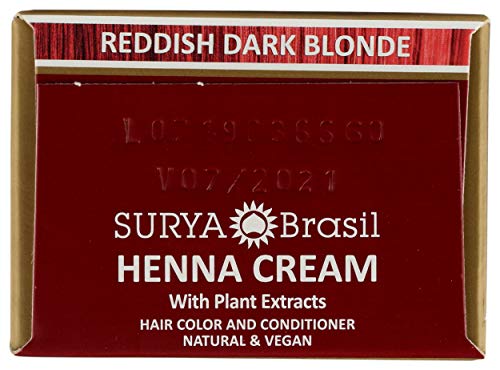 REDDISH DARK BLONDE
V07/2021
SURYA Brasil
HENNA CREAM
With Plant Extracts
HAIR COLOR AND CONDITIONER
NATURAL & VEGAN